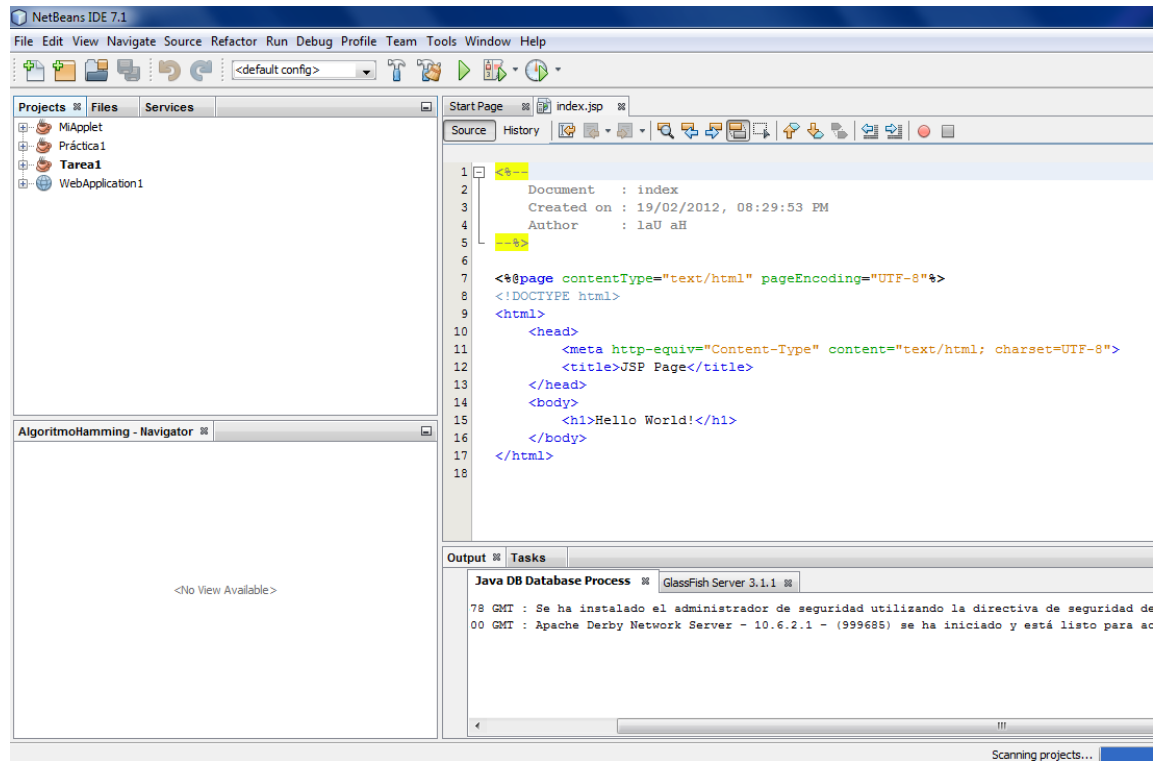 NetBeans IDE 7.1
File Edit View Navigate Source Refactor Run Debug Profile Team Tools Window Help
<default config>
Projects Files Services
MiApplet
Práctica1
Tarea1
WebApplication1
AlgoritmoHamming - Navigator
<No View Available>
Start Page index.jsp
Source History
1 <%--
2 Document : index
3 Created on : 19/02/2012, 08:29:53 PM
4 Author : laU aH
5 --%>
6
7 <%@page contentType="text/html" pageEncoding="UTF-8"%>
8 <!DOCTYPE html>
9 <html>
10 <head>
11 <meta http-equiv="Content-Type" content="text/html; charset=UTF-8">
12 <title>JSP Page</title>
13 </head>
14 <body>
15 <h1>Hello World!</h1>
16 </body>
17 </html>
18
Output Tasks
Java DB Database Process GlassFish Server 3.1.1
78 GMT : Se ha instalado el administrador de seguridad utilizando la directiva de seguridad de
00 GMT : Apache Derby Network Server - 10.6.2.1 - (999685) se ha iniciado y está listo para ac
Scanning projects...